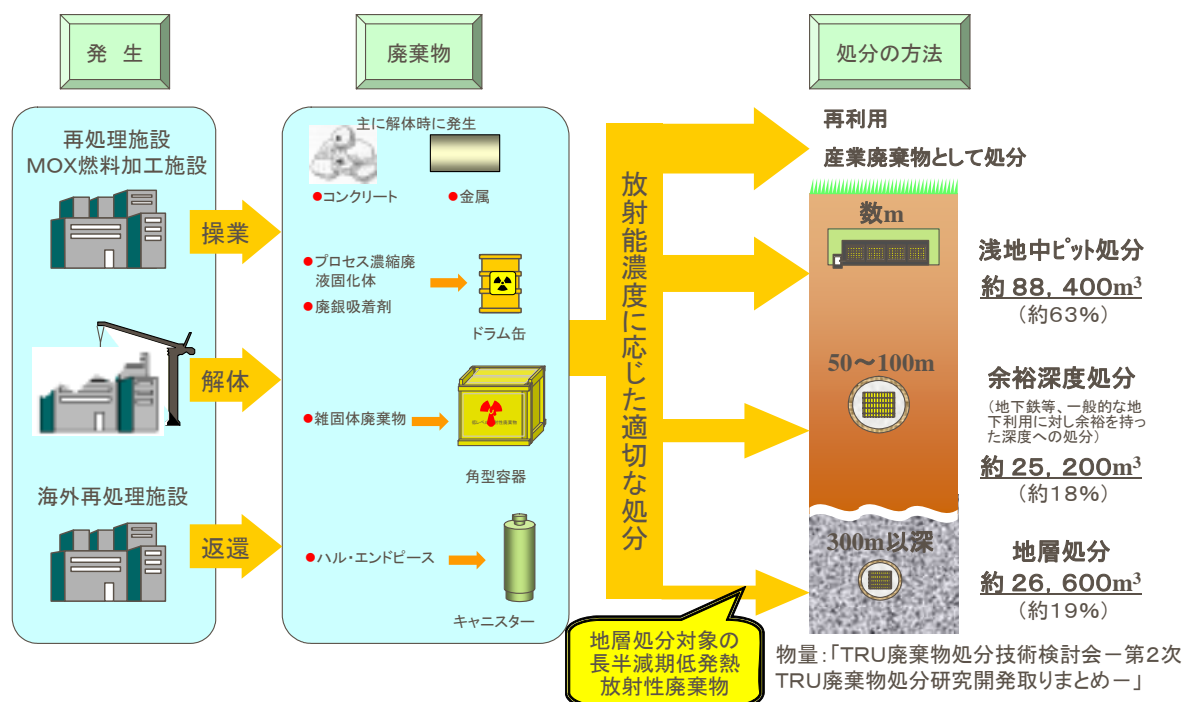 発 生
廃棄物
処分の方法
再処理施設
MOX燃料加工施設
操業
解体
海外再処理施設
返還
主に解体時に発生
●コンクリート
●金属
●プロセス濃縮廃
液固化体
●廃銀吸着剤
ドラム缶
●雑固体廃棄物
角型容器
●ハル・エンドピース
キャニスター
放射能濃度に応じた適切な処分
地層処分対象の
長半減期低発熱
放射性廃棄物
再利用
産業廃棄物として処分
数m
50～100m
300m以深
浅地中ピット処分
約 88, 400m³
(約63%)
余裕深度処分
(地下鉄等、一般的な地
下利用に対し余裕を持っ
た深度への処分)
約 25, 200m³
(約18%)
地層処分
約 26, 600m³
(約19%)
物量：「TRU廃棄物処分技術検討会－第2次
TRU廃棄物処分研究開発取りまとめ－」